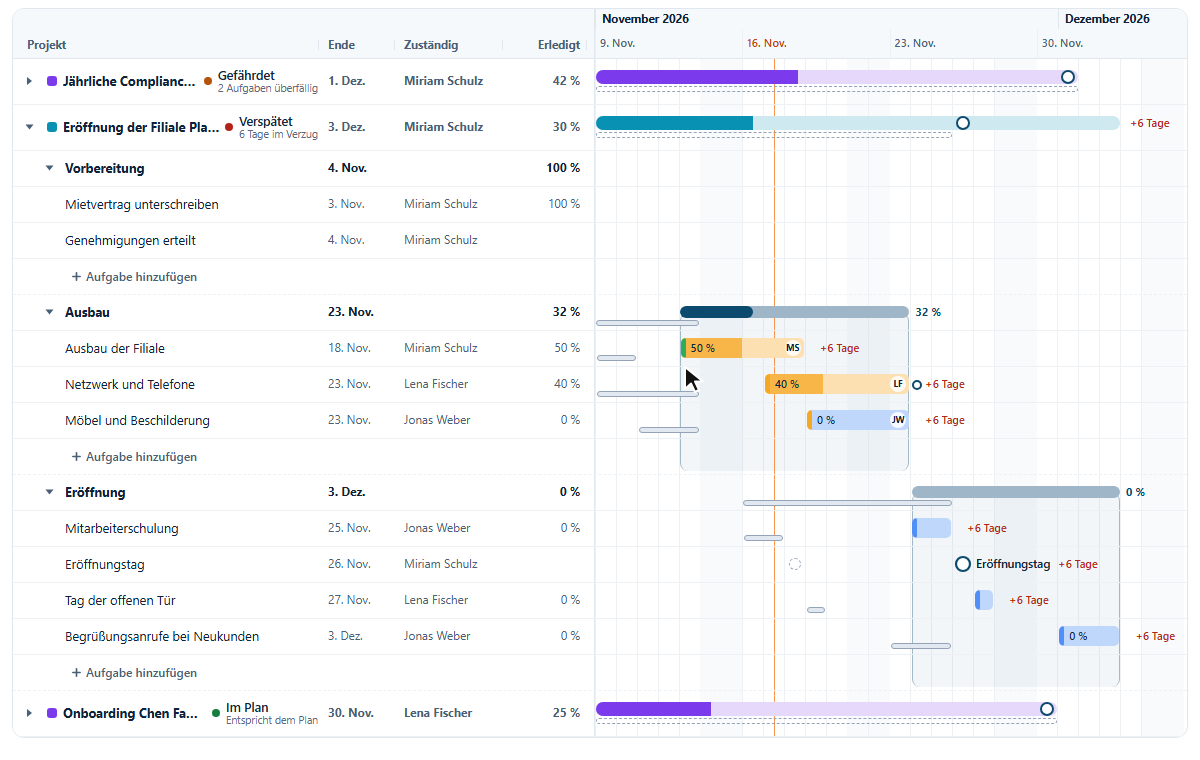 November 2026
Dezember 2026
Projekt
Ende
Zuständig
Erledigt
9. Nov.
16. Nov.
23. Nov.
30. Nov.
Jährliche Complianc...
Gefährdet
2 Aufgaben überfällig
1. Dez.
Miriam Schulz
42 %
Eröffnung der Filiale Pla...
Verspätet
6 Tage im Verzug
3. Dez.
Miriam Schulz
30 %
+6 Tage
Vorbereitung
4. Nov.
100 %
Mietvertrag unterschreiben
3. Nov.
Miriam Schulz
100 %
Genehmigungen erteilt
4. Nov.
Miriam Schulz
+ Aufgabe hinzufügen
Ausbau
23. Nov.
32 %
32 %
Ausbau der Filiale
18. Nov.
Miriam Schulz
50 %
50 %
MS
+6 Tage
Netzwerk und Telefone
23. Nov.
Lena Fischer
40 %
40 %
LF
+6 Tage
Möbel und Beschilderung
23. Nov.
Jonas Weber
0 %
0 %
JW
+6 Tage
+ Aufgabe hinzufügen
Eröffnung
3. Dez.
0 %
0 %
Mitarbeiterschulung
25. Nov.
Jonas Weber
0 %
+6 Tage
Eröffnungstag
26. Nov.
Miriam Schulz
Eröffnungstag
+6 Tage
Tag der offenen Tür
27. Nov.
Lena Fischer
0 %
+6 Tage
Begrüßungsanrufe bei Neukunden
3. Dez.
Jonas Weber
0 %
0 %
+6 Tage
+ Aufgabe hinzufügen
Onboarding Chen Fa...
Im Plan
Entspricht dem Plan
30. Nov.
Lena Fischer
25 %